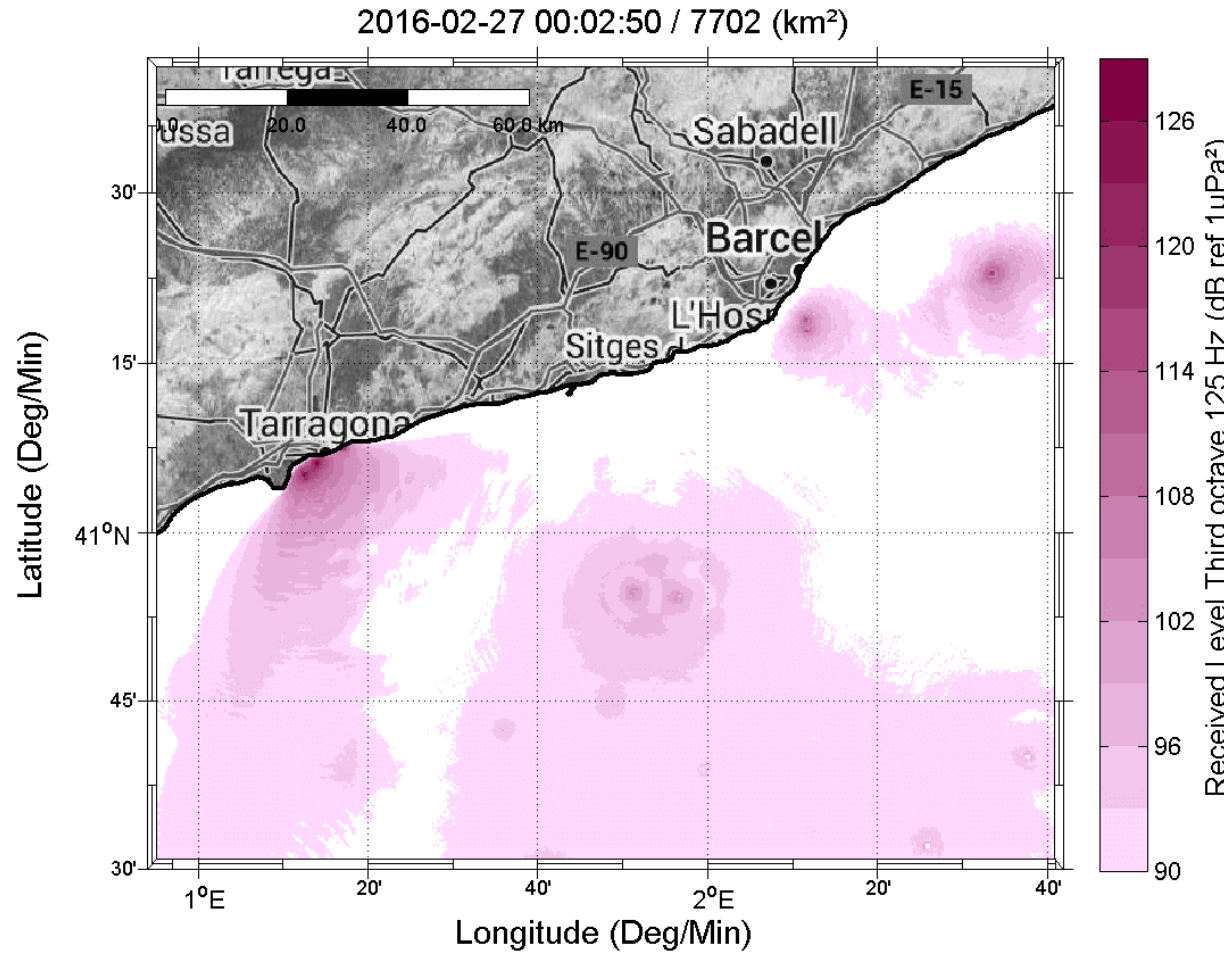 2016-02-27 00:02:50 / 7702 (km²)
Tarrega
ussa
0.0 20.0 40.0 60.0 km
E-15
Sabadell
Barcel
E-90
L'Hosp
Sitges
Tarragona
30'
15'
41°N
45'
30'
1°E 20' 40' 2°E 20' 40'
Longitude (Deg/Min)
Latitude (Deg/Min)
126
120
114
108
102
96
90
Received Level Third octave 125 Hz (dB ref 1uPa²)